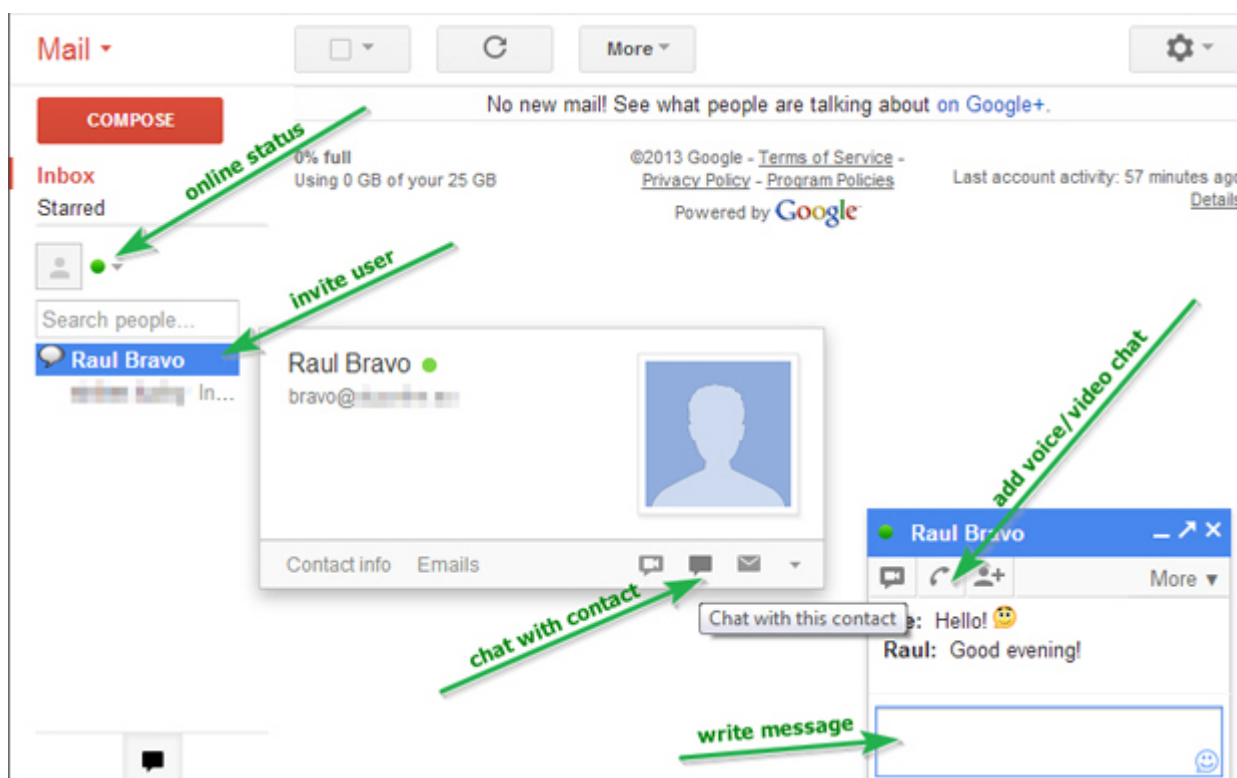 Mail
More
No new mail! See what people are talking about on Google+.
COMPOSE
online status
0% full
Using 0 GB of your 25 GB
©2013 Google - Terms of Service -
Privacy Policy - Program Policies
Powered by Google
Last account activity: 57 minutes ago
Details
Inbox
Starred
invite user
Search people...
Raul Bravo
In...
Raul Bravo
bravo@
Contact info Emails
chat with contact
Chat with this contact
add voice/video chat
Raul Bravo
More
Hello!
Raul: Good evening!
write message